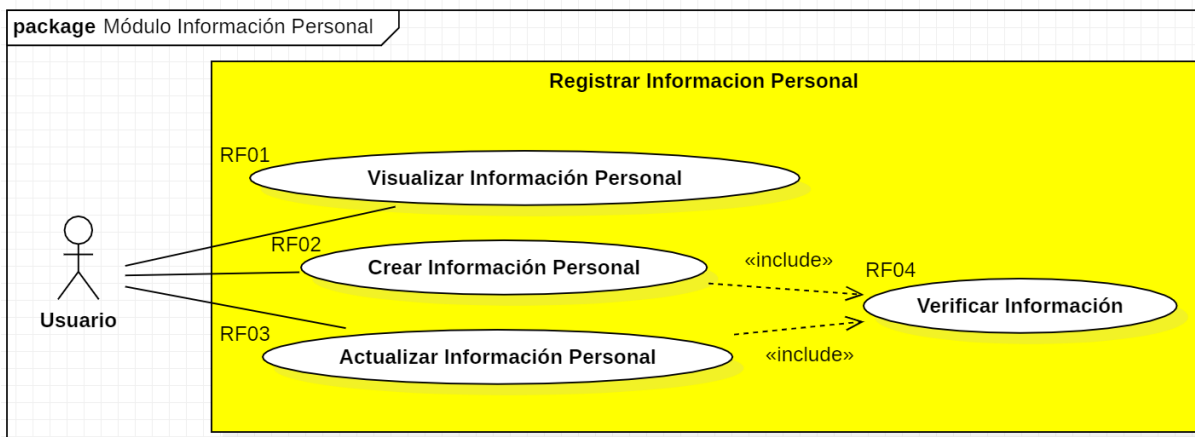 package Módulo Información Personal
Registrar Informacion Personal
RF01
Visualizar Información Personal
RF02
Crear Información Personal
«include»
RF04
Verificar Información
Usuario
RF03
Actualizar Información Personal
«include»